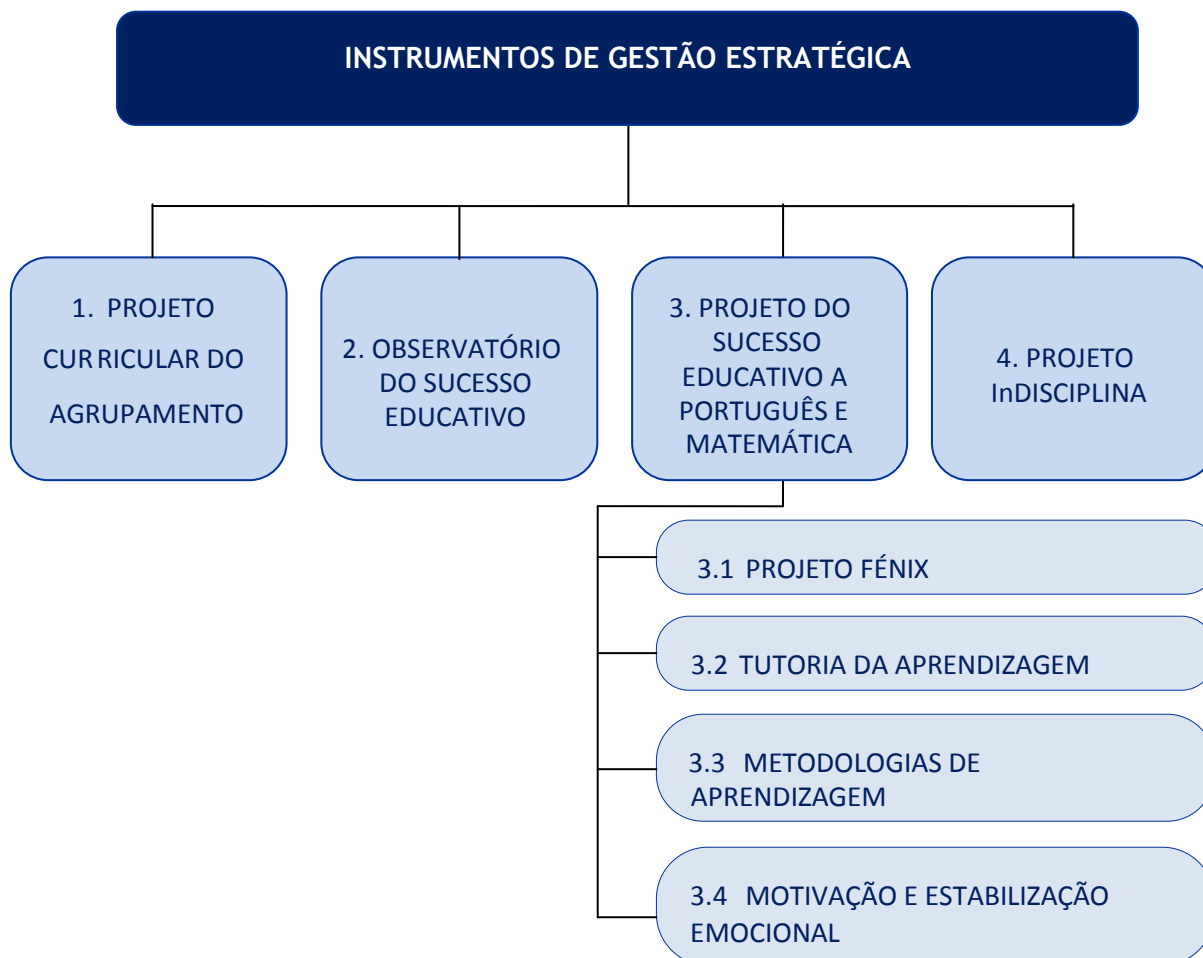 INSTRUMENTOS DE GESTÃO ESTRATÉGICA
1. PROJETO
CURRICULAR DO
AGRUPAMENTO
2. OBSERVATÓRIO
DO SUCESSO
EDUCATIVO
3. PROJETO DO
SUCESSO
EDUCATIVO A
PORTUGUÊS E
MATEMÁTICA
4. PROJETO
InDISCIPLINA
3.1 PROJETO FÉNIX
3.2 TUTORIA DA APRENDIZAGEM
3.3 METODOLOGIAS DE
APRENDIZAGEM
3.4 MOTIVAÇÃO E ESTABILIZAÇÃO
EMOCIONAL